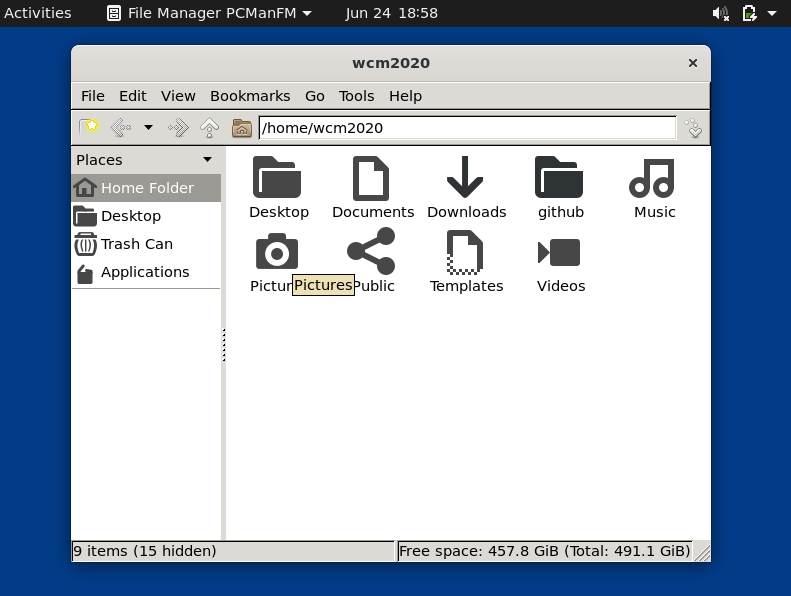 Activities File Manager PCManFM Jun 24 18:58
wcm2020
File Edit View Bookmarks Go Tools Help
/home/wcm2020
Places
Home Folder
Desktop
Trash Can
Applications
Desktop Documents Downloads github Music
Pictur Pictures Public Templates Videos
9 items (15 hidden) Free space: 457.8 GiB (Total: 491.1 GiB)